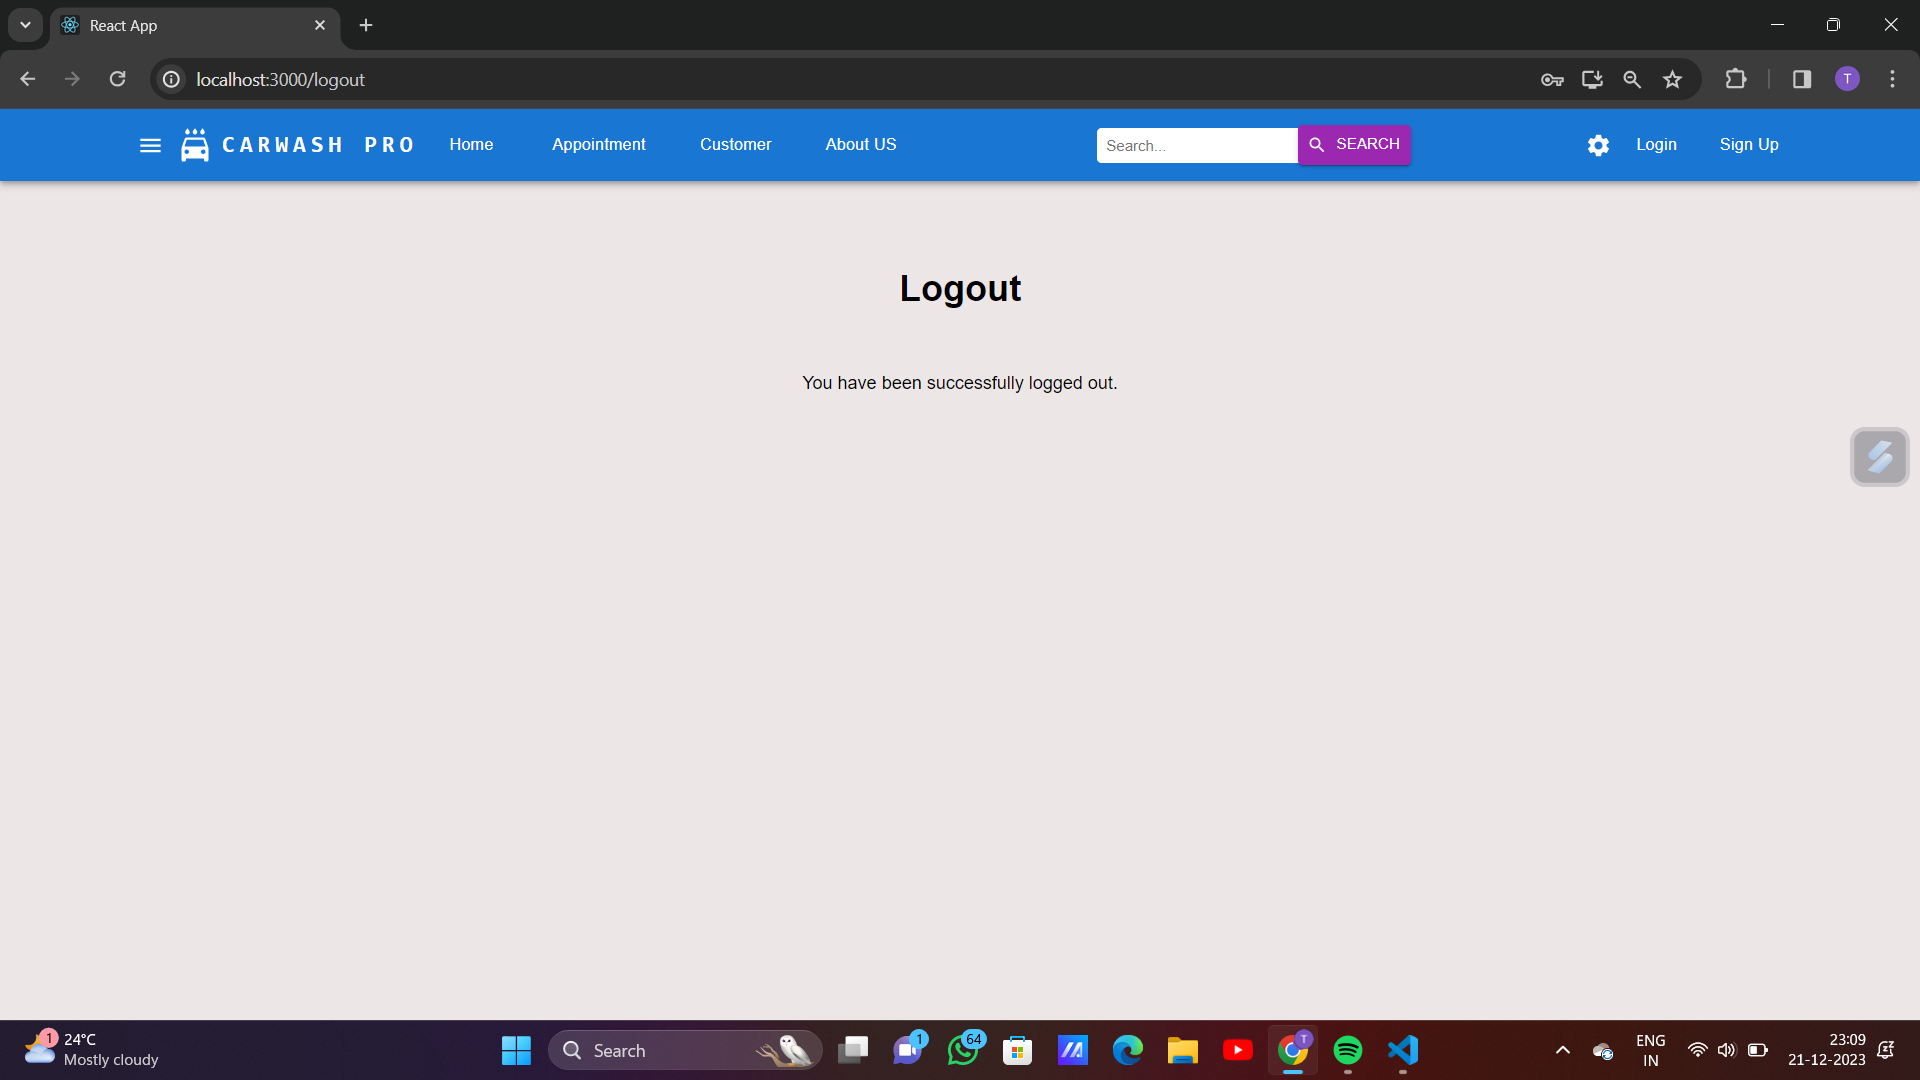 React App
localhost:3000/logout
T
CARWASH PRO Home Appointment Customer About US Search... SEARCH Login Sign Up
Logout
You have been successfully logged out.
1
24°C
Mostly cloudy
Search
1
64
T
ENG
IN
23:09
21-12-2023